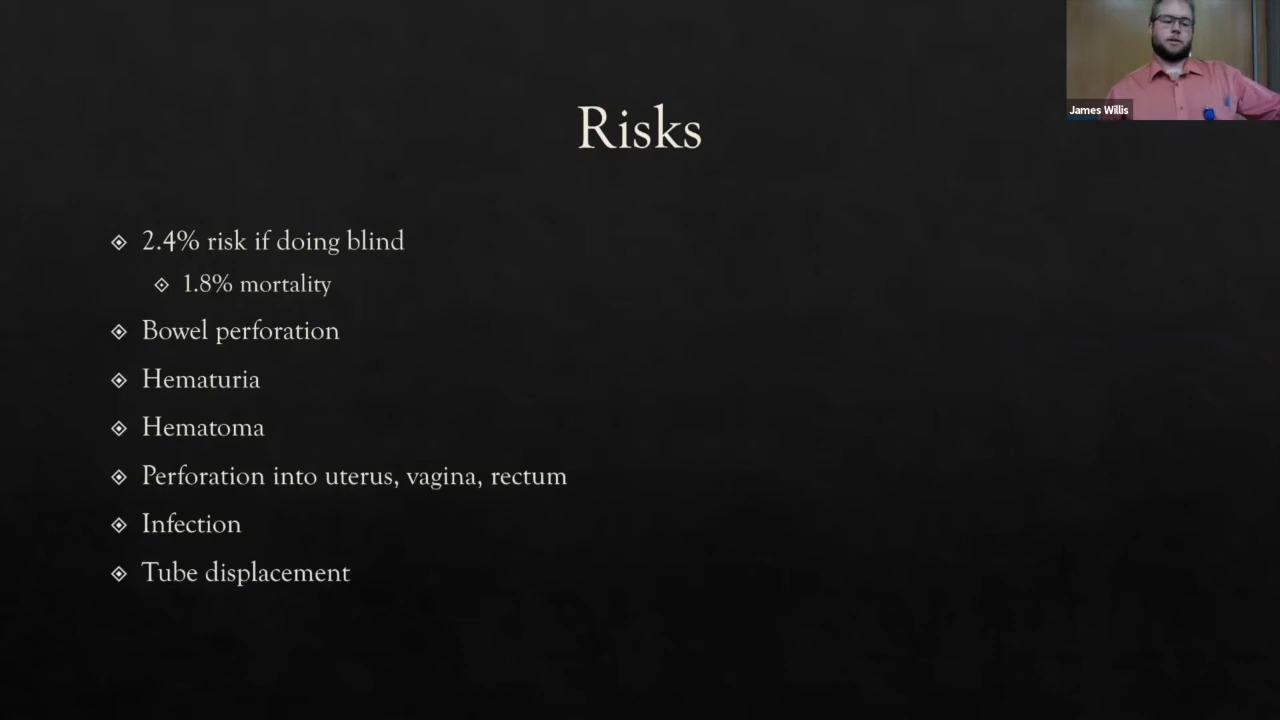 James Willis
Risks
2.4% risk if doing blind
1.8% mortality
Bowel perforation
Hematuria
Hematoma
Perforation into uterus, vagina, rectum
Infection
Tube displacement